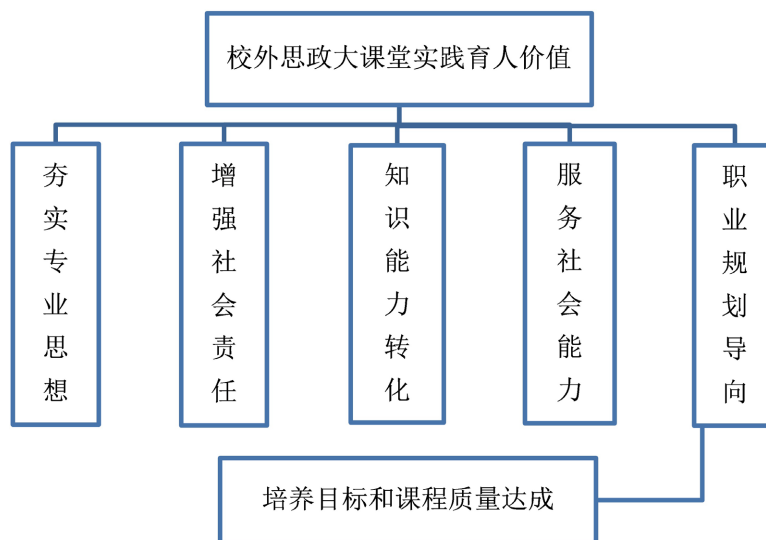 校外思政大课堂实践育人价值
夯实专业思想
增强社会责任
知识能力转化
服务社会能力
职业规划导向
培养目标和课程质量达成